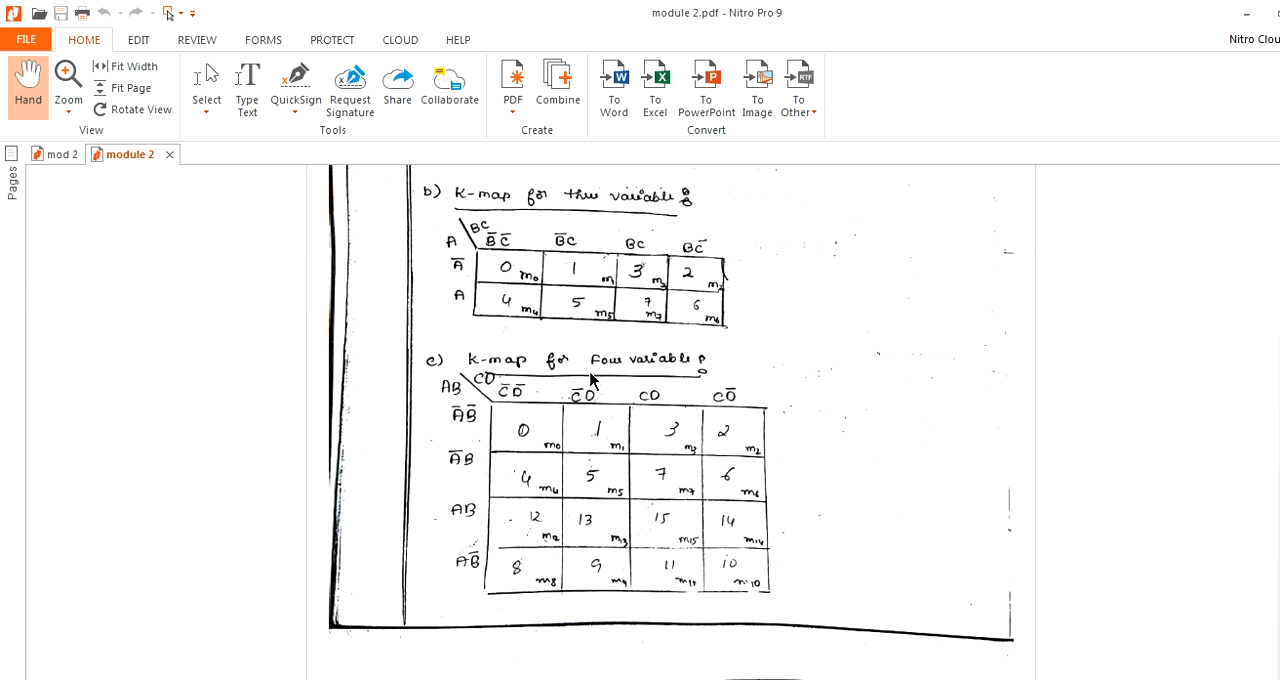 module 2.pdf - Nitro Pro 9
FILE HOME EDIT REVIEW FORMS PROTECT CLOUD HELP Nitro Clou
Hand Zoom Fit Width Fit Page Rotate View
View
Select Type Text QuickSign Request Signature Share Collaborate
Tools
PDF Combine
Create
To Word To Excel To PowerPoint To Image To Other
Convert
Pages
mod 2 module 2
b) K-map for three variable :
A \ BC B̅C̅ B̅C BC BC̅
A̅ 0 m0 1 m1 3 m3 2 m2
A 4 m4 5 m5 7 m7 6 m6
c) K-map for Four variable :
AB \ CD C̅D̅ C̅D CD CD̅
A̅B̅ 0 m0 1 m1 3 m3 2 m2
A̅B 4 m4 5 m5 7 m7 6 m6
AB 12 m12 13 m13 15 m15 14 m14
AB̅ 8 m8 9 m9 11 m11 10 m10